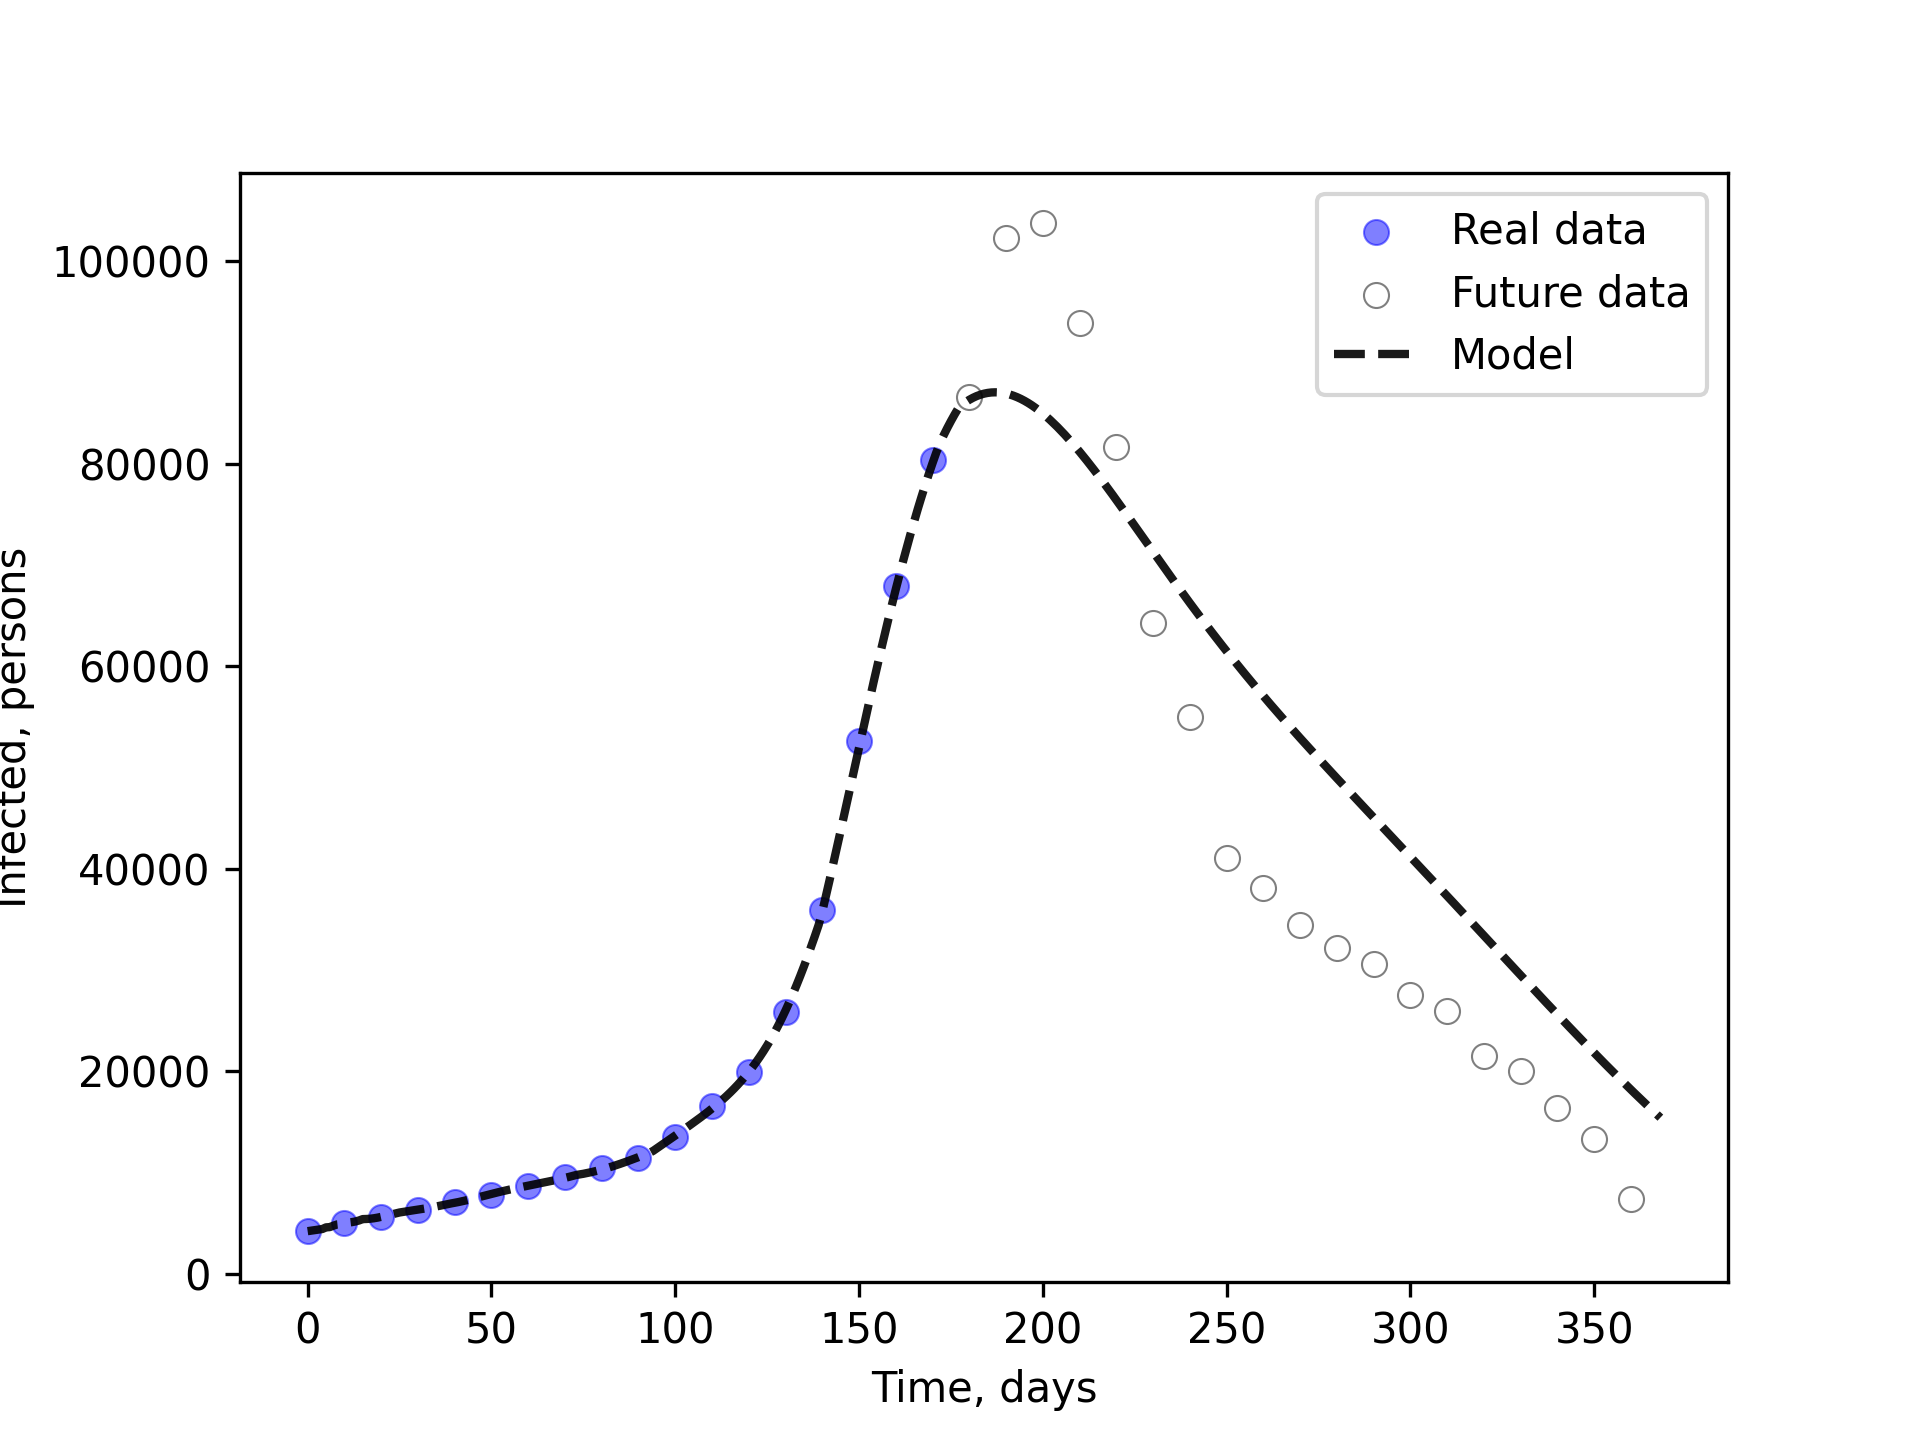 Real data
Future data
Model
100000
80000
60000
40000
20000
0
Infected, persons
0 50 100 150 200 250 300 350
Time, days